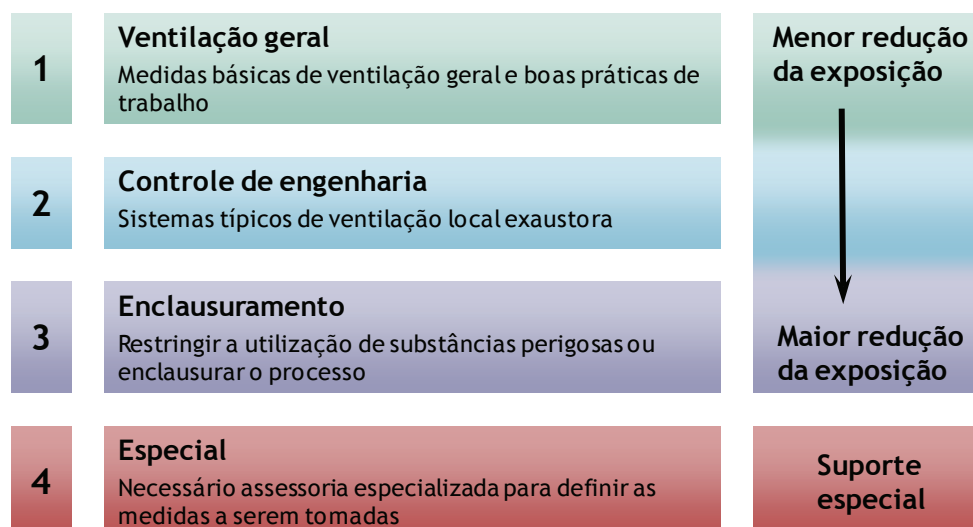 1
Ventilação geral
Medidas básicas de ventilação geral e boas práticas de
trabalho
Menor redução
da exposição
2
Controle de engenharia
Sistemas típicos de ventilação local exaustora
3
Enclausuramento
Restringir a utilização de substâncias perigosas ou
enclausurar o processo
Maior redução
da exposição
4
Especial
Necessário assessoria especializada para definir as
medidas a serem tomadas
Suporte
especial